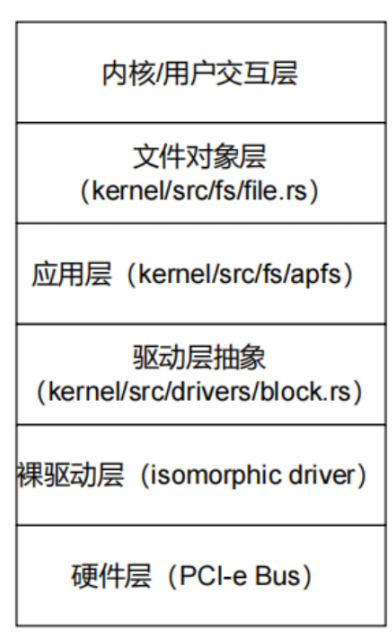 内核/用户交互层
文件对象层
（kernel/src/fs/file.rs）
应用层（kernel/src/fs/apfs）
驱动层抽象
（kernel/src/drivers/block.rs）
裸驱动层（isomorphic driver）
硬件层（PCI-e Bus）